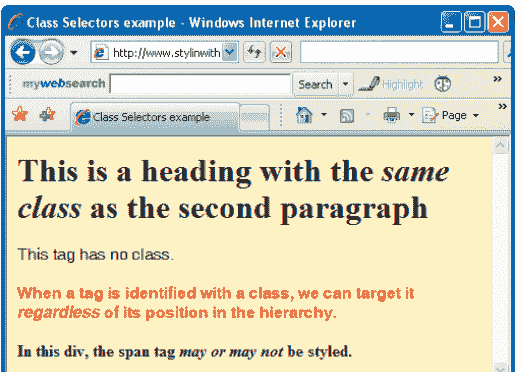 Class Selectors example - Windows Internet Explorer
http://www.stylinwith
mywebsearch Search Highlight
Class Selectors example Page
This is a heading with the same
class as the second paragraph
This tag has no class.
When a tag is identified with a class, we can target it
regardless of its position in the hierarchy.
In this div, the span tag may or may not be styled.